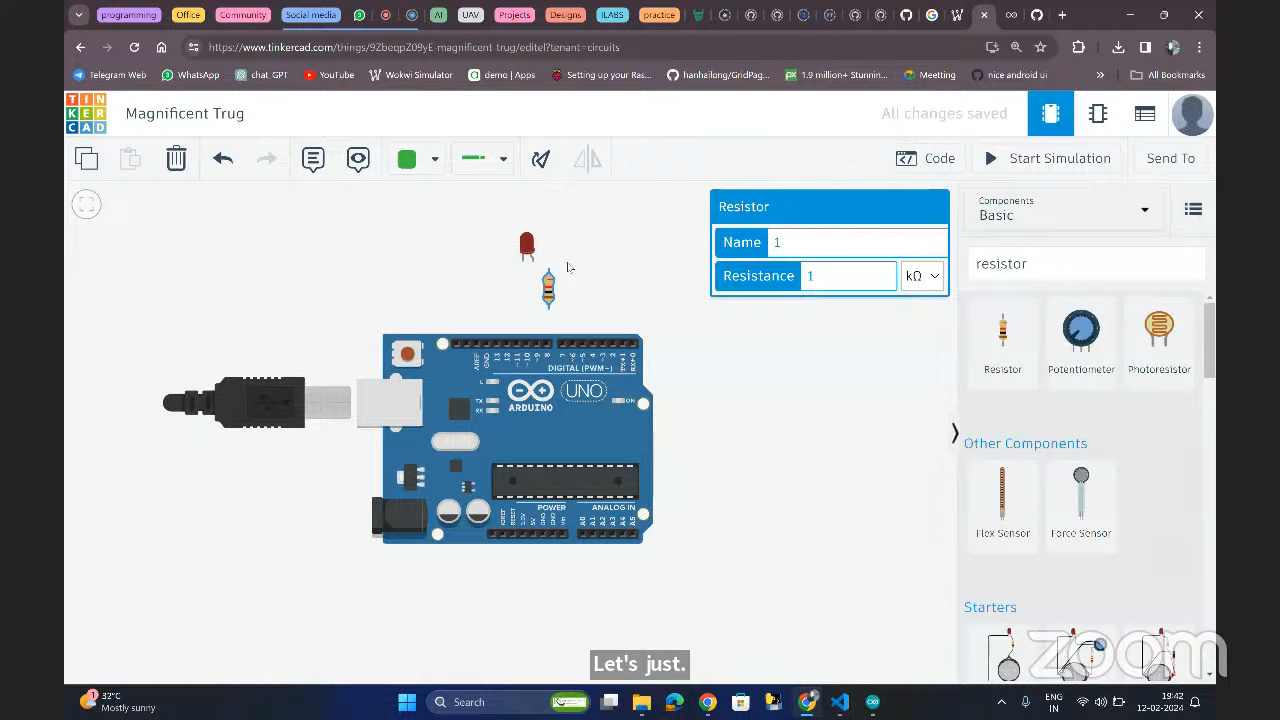 programming
Office
Community
Social media
AI
UAV
Projects
Designs
ILABS
practice
https://www.tinkercad.com/things/9ZbeqpZ09yE-magnificent-trug/editel?tenant=circuits
Telegram Web
WhatsApp
chat_GPT
YouTube
Wokwi Simulator
demo | Apps
Setting up your Ras...
hanhailong/GridPag...
1.9 million+ Stunnin...
Meetting
nice android ui
All Bookmarks
TIN
KER
CAD
Magnificent Trug
All changes saved
Code
Start Simulation
Send To
Resistor
Name 1
Resistance 1 kΩ
Components
Basic
resistor
Resistor
Potentiometer
Photoresistor
Other Components
Flex Sensor
Force Sensor
Starters
AREF
GND
13
12
~11
~10
~9
8
7
~6
~5
4
~3
2
TX→1
RX←0
DIGITAL (PWM~)
L
TX
RX
ARDUINO
UNO
ON
POWER
ANALOG IN
IOREF
RESET
3.3V
5V
GND
GND
Vin
A0
A1
A2
A3
A4
A5
Let's just.
zoom
1
32°C
Mostly sunny
Search
ENG
IN
19:42
12-02-2024